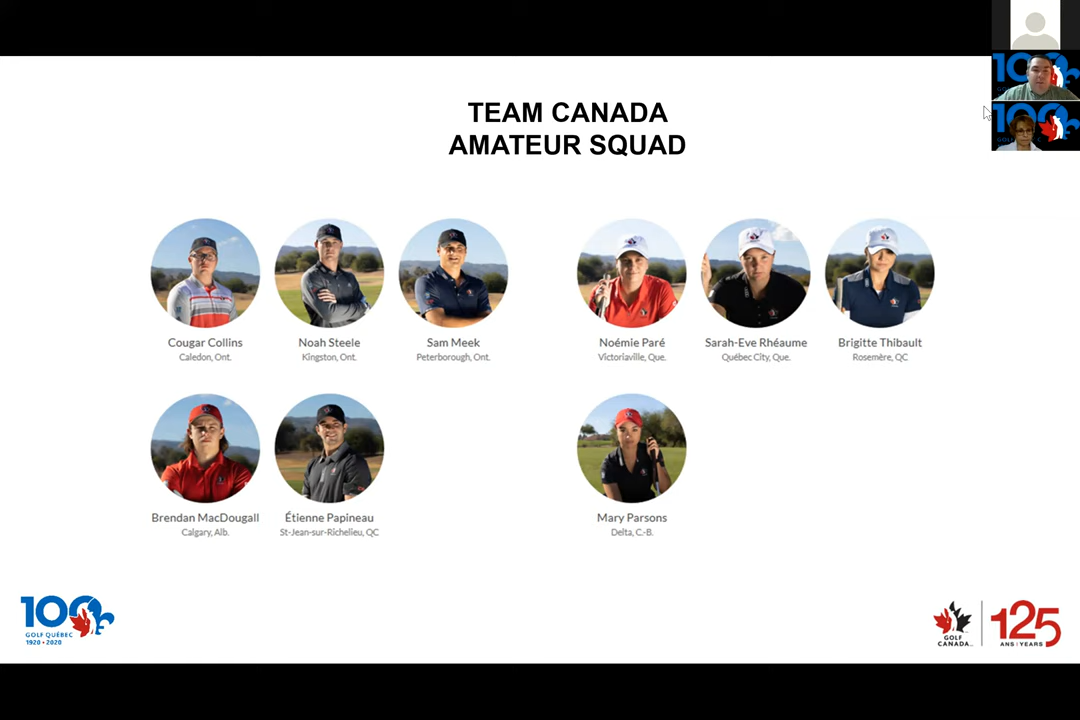 TEAM CANADA
AMATEUR SQUAD
Cougar Collins
Caledon, Ont.
Noah Steele
Kingston, Ont.
Sam Meek
Peterborough, Ont.
Noémie Paré
Victoriaville, Que.
Sarah-Eve Rhéaume
Québec City, Que.
Brigitte Thibault
Rosemère, QC
Brendan MacDougall
Calgary, Alb.
Étienne Papineau
St-Jean-sur-Richelieu, QC
Mary Parsons
Delta, C.-B.
100
GOLF QUÉBEC
1920 • 2020
GOLF
CANADA
125
ANS | YEARS